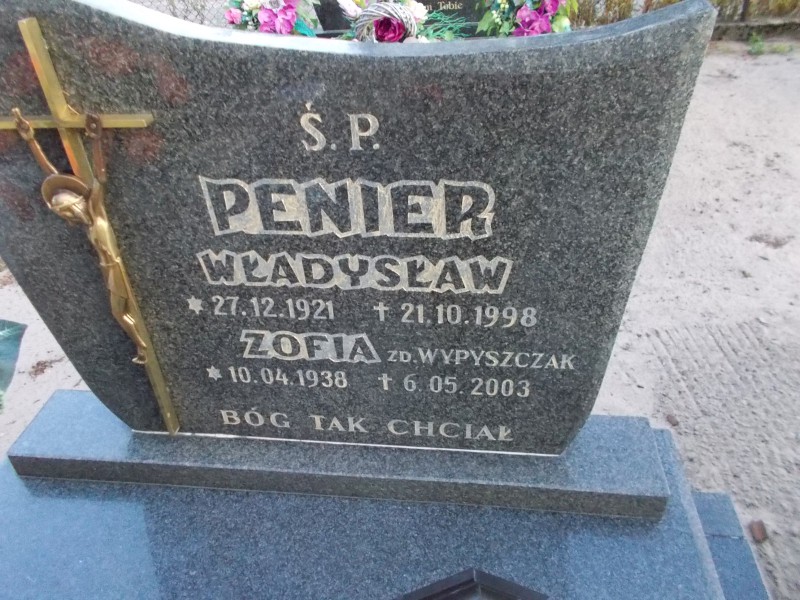 Tobic
Ś. P.
PENIER
WŁADYSŁAW
* 27.12.1921 ✝ 21.10.1998
ZOFIA ZD. WYPYSZCZAK
* 10.04.1938 ✝ 6.05.2003
BÓG TAK CHCIAŁ